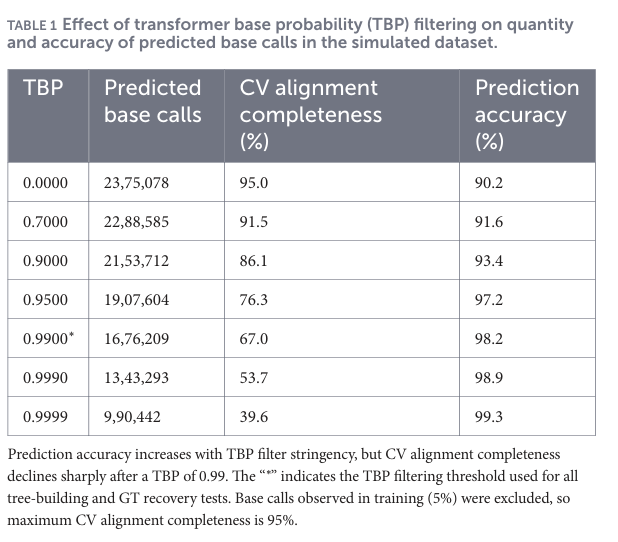 TABLE 1 Effect of transformer base probability (TBP) filtering on quantity
and accuracy of predicted base calls in the simulated dataset.
TBP Predicted base calls CV alignment completeness (%) Prediction accuracy (%)
0.0000 23,75,078 95.0 90.2
0.7000 22,88,585 91.5 91.6
0.9000 21,53,712 86.1 93.4
0.9500 19,07,604 76.3 97.2
0.9900* 16,76,209 67.0 98.2
0.9990 13,43,293 53.7 98.9
0.9999 9,90,442 39.6 99.3
Prediction accuracy increases with TBP filter stringency, but CV alignment completeness
declines sharply after a TBP of 0.99. The “*” indicates the TBP filtering threshold used for all
tree-building and GT recovery tests. Base calls observed in training (5%) were excluded, so
maximum CV alignment completeness is 95%.